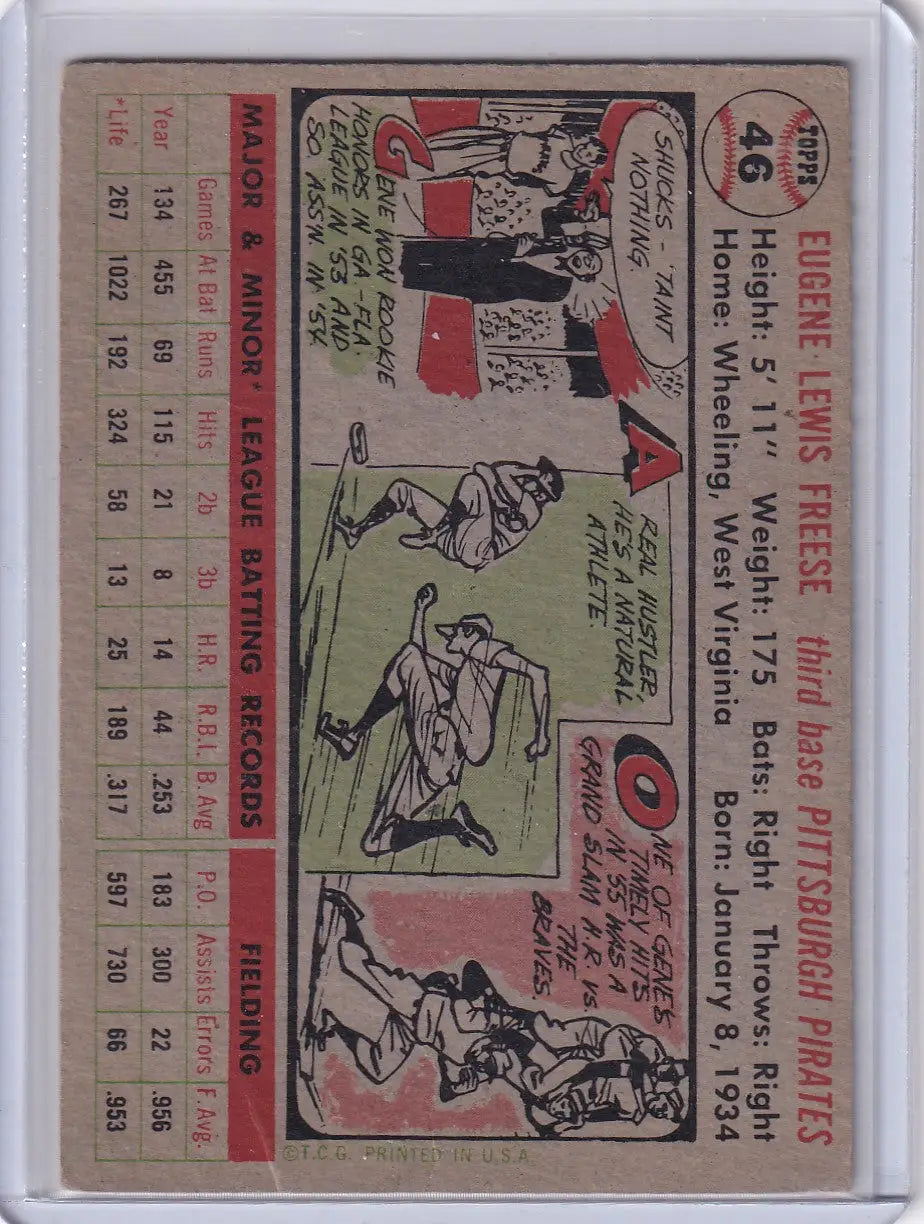 TOPPS
46
EUGENE LEWIS FREESE third base PITTSBURGH PIRATES
Height: 5' 11" Weight: 175 Bats: Right Throws: Right
Home: Wheeling, West Virginia Born: January 8, 1934
SHUCKS - 'TAINT
NOTHING.
GENE WON ROOKIE
HONORS IN GA.-FLA.
LEAGUE IN '53 AND
SO. ASS'N. IN '54.
A
REAL HUSTLER,
HE'S A NATURAL
ATHLETE.
ONE OF GENE'S
TIMELY HITS
IN '55 WAS A
GRAND SLAM H.R. VS.
THE
BRAVES.
©T.C.G. PRINTED IN U.S.A.
MAJOR & MINOR* LEAGUE BATTING RECORDS FIELDING
Games At Bat Runs Hits 2b 3b H.R. R.B.I. B.Avg P.O. Assists Errors F. Avg.
Year 134 455 69 115 21 8 14 44 .253 183 300 22 .956
*Life 267 1022 192 324 58 13 25 189 .317 597 730 66 .953